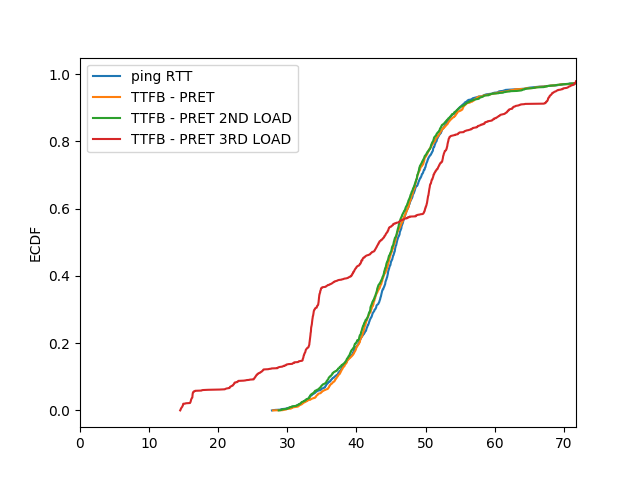 ping RTT
TTFB - PRET
TTFB - PRET 2ND LOAD
TTFB - PRET 3RD LOAD
ECDF
1.0
0.8
0.6
0.4
0.2
0.0
0 10 20 30 40 50 60 70